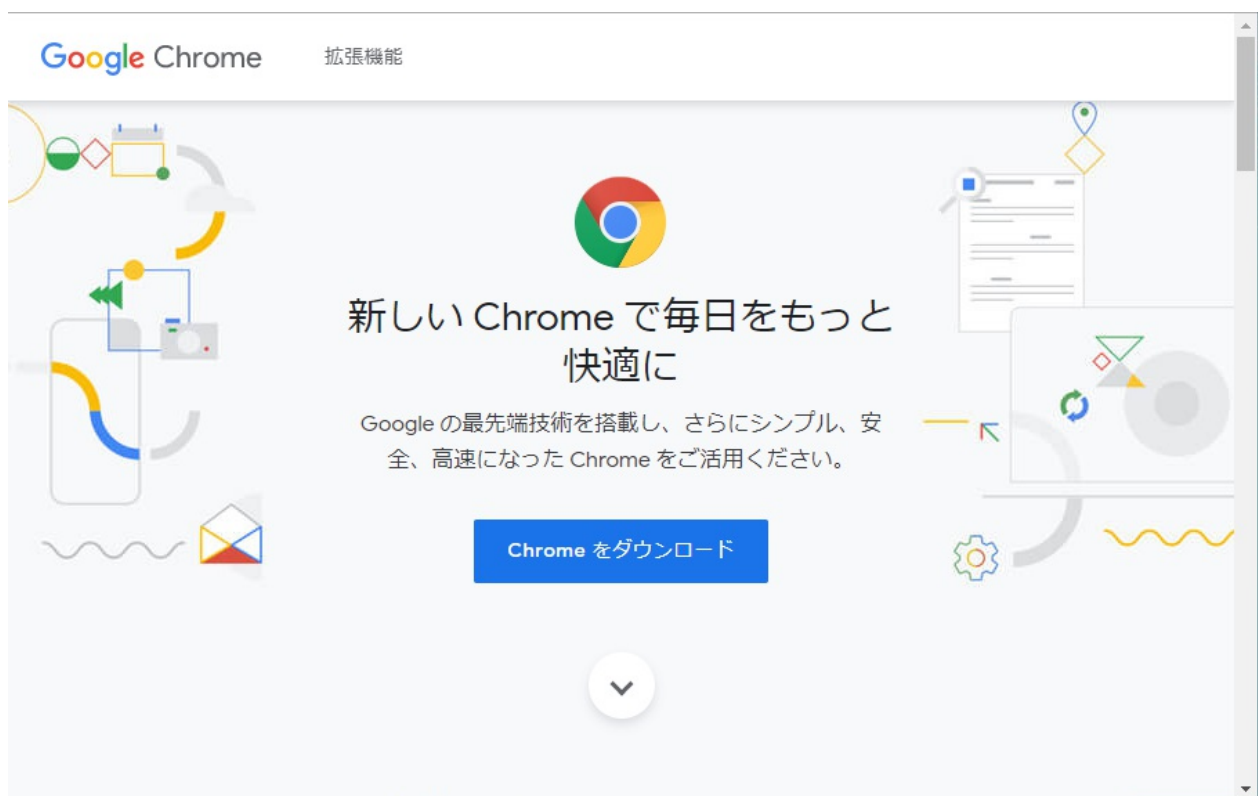 Google Chrome
拡張機能
新しい Chrome で毎日をもっと
快適に
Google の最先端技術を搭載し、さらにシンプル、安
全、高速になった Chrome をご活用ください。
Chrome をダウンロード